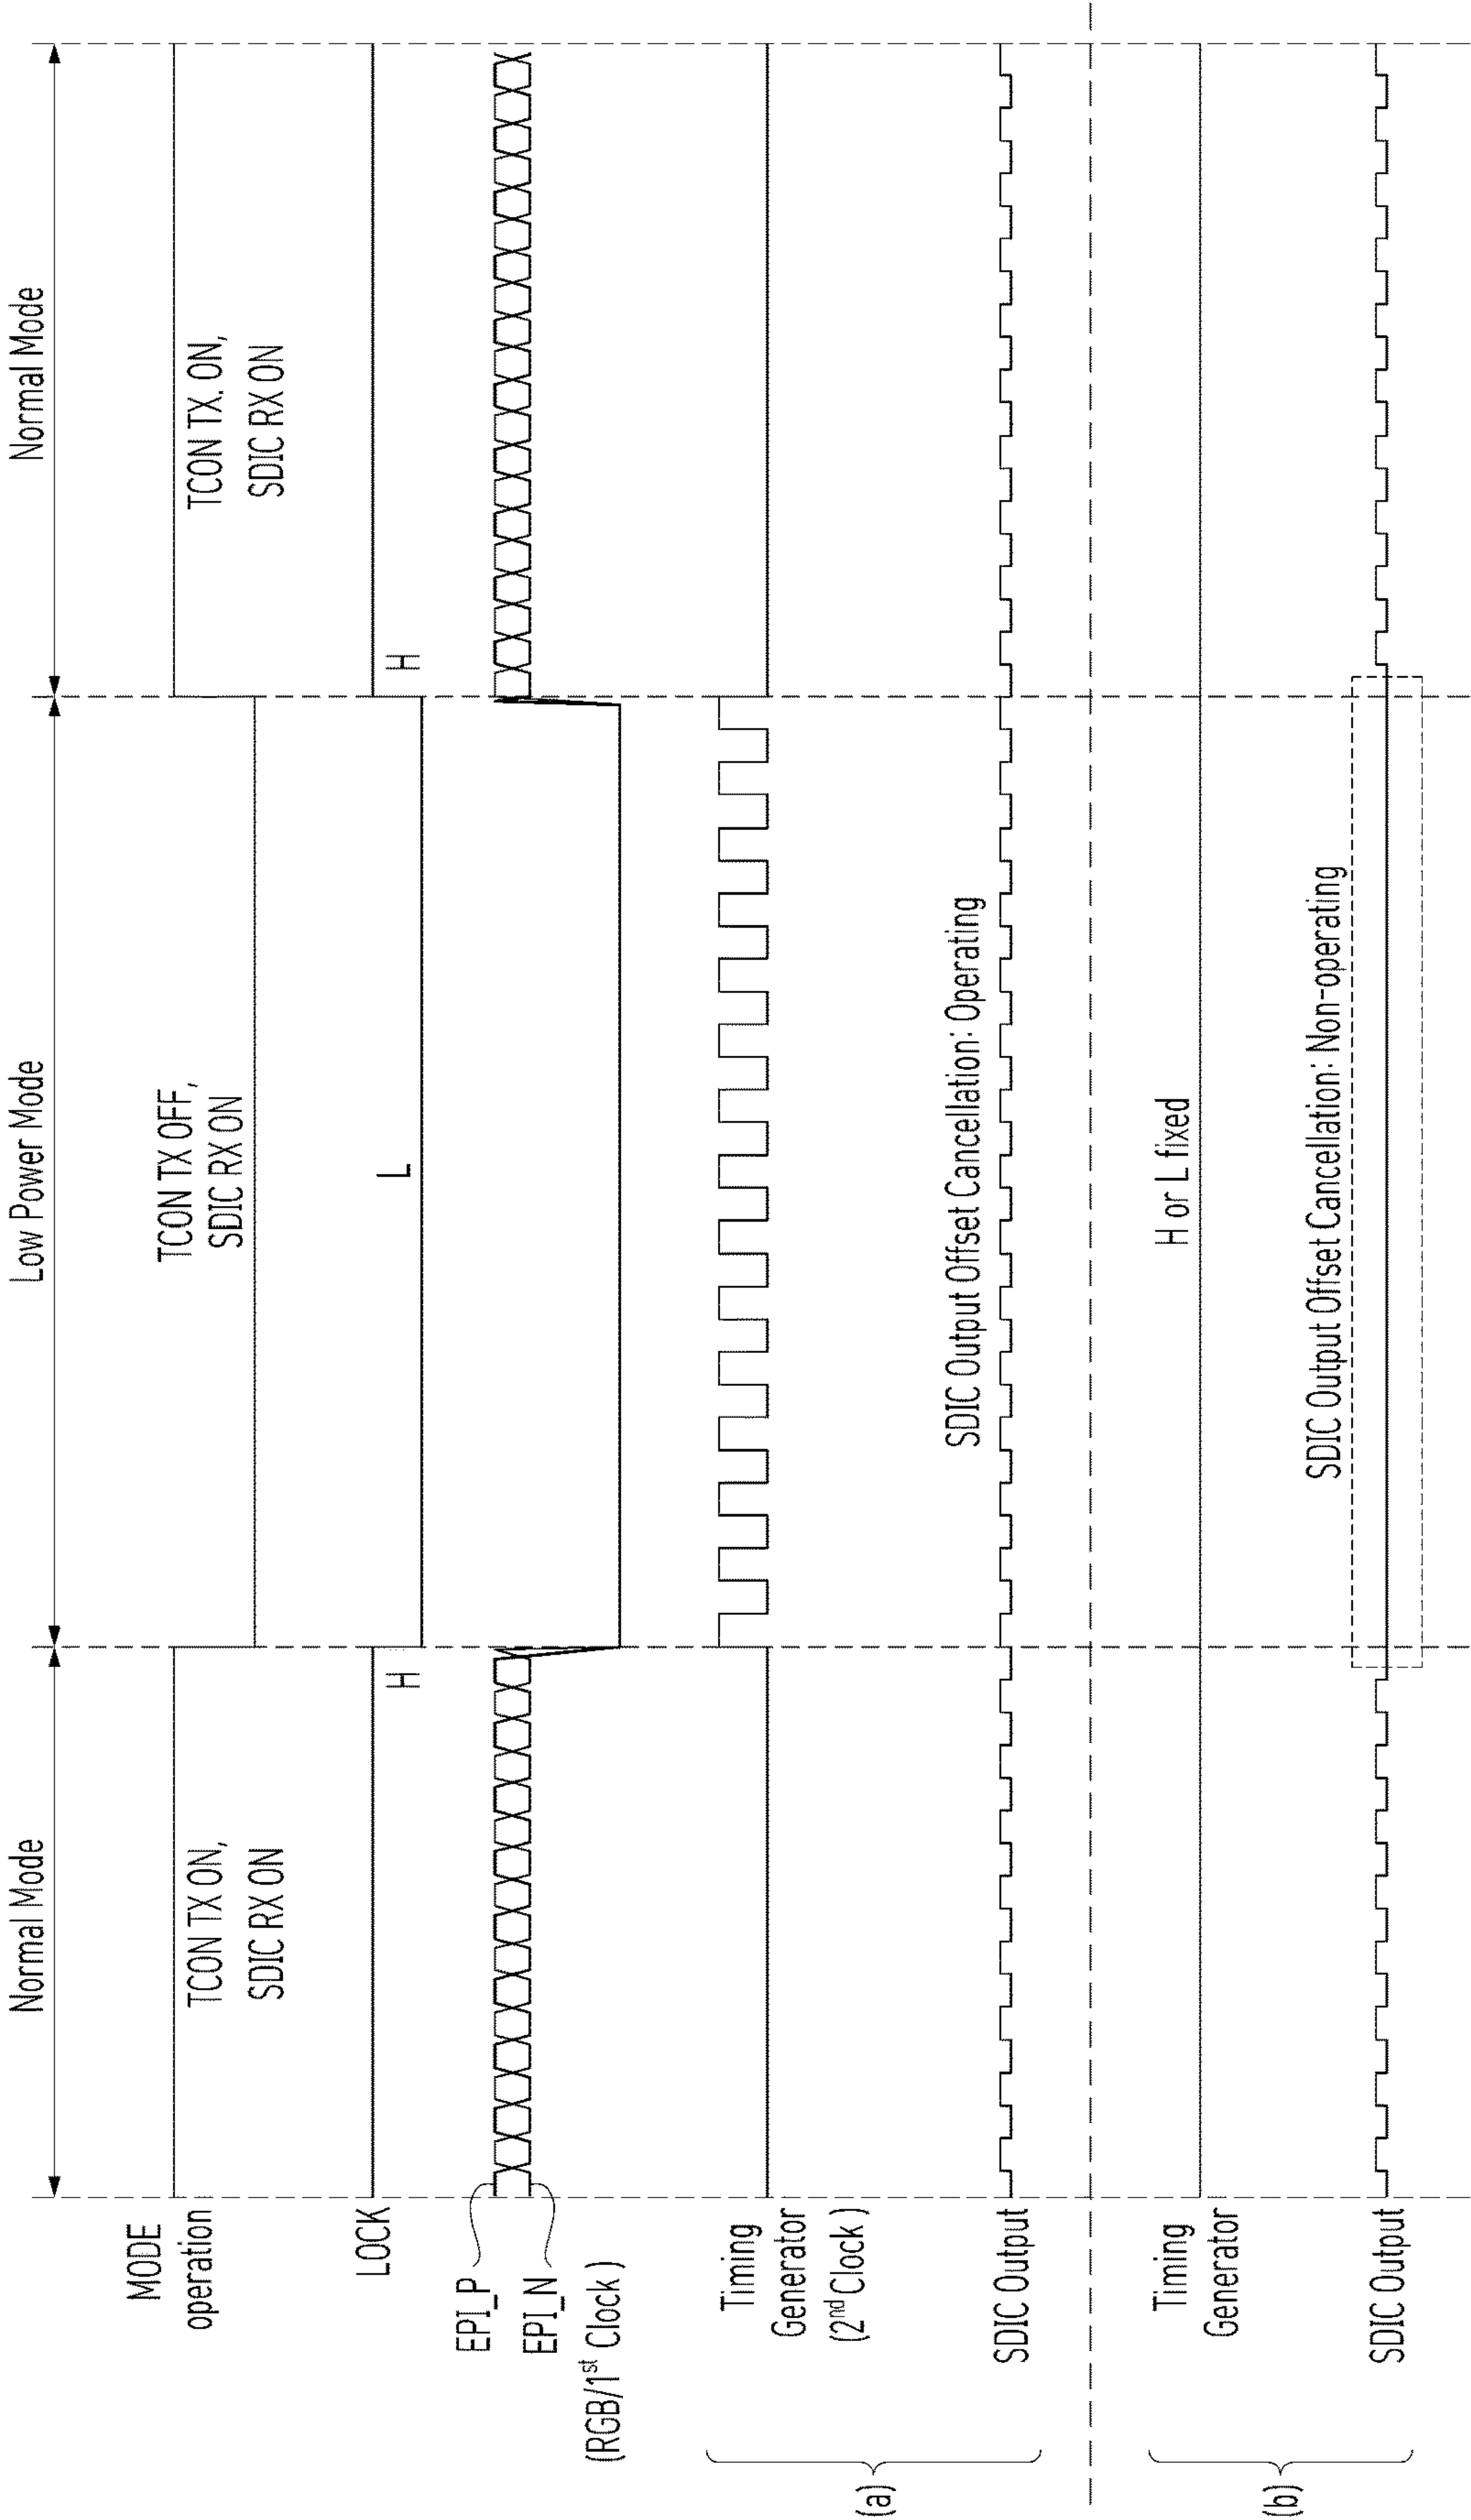 Normal Mode
Low Power Mode
Normal Mode
MODE
operation
TCON TX ON,
SDIC RX ON
TCON TX OFF,
SDIC RX ON
TCON TX. ON,
SDIC RX ON
LOCK
H
L
H
EPI_P
EPI_N
(RGB/1st Clock)
Timing
Generator
(2nd Clock)
SDIC Output Offset Cancellation: Operating
SDIC Output
(a)
Timing
Generator
H or L fixed
SDIC Output Offset Cancellation: Non-operating
SDIC Output
(b)